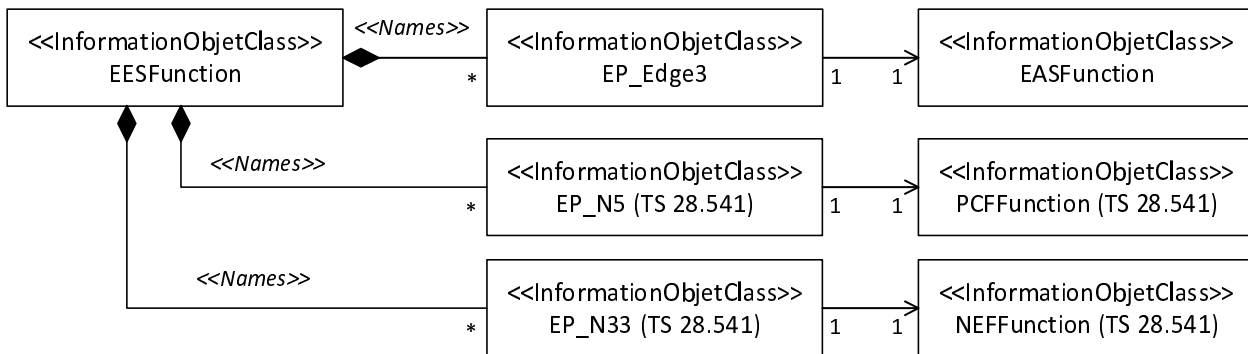 <<InformationObjetClass>>
EESFunction
<<Names>>
*
<<InformationObjetClass>>
EP_Edge3
1
1
<<InformationObjetClass>>
EASFunction
<<Names>>
*
<<InformationObjetClass>>
EP_N5 (TS 28.541)
1
1
<<InformationObjetClass>>
PCFFunction (TS 28.541)
<<Names>>
*
<<InformationObjetClass>>
EP_N33 (TS 28.541)
1
1
<<InformationObjetClass>>
NEFFunction (TS 28.541)